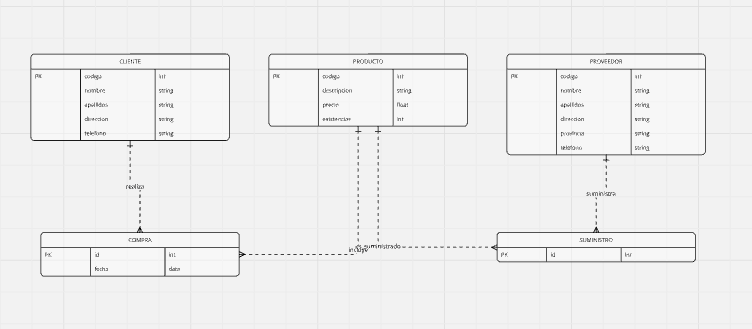 CLIENTE
PK codigo int
nombre string
apellidos string
direccion string
telefono string
PRODUCTO
PK codigo int
descripcion string
precio float
existencias int
PROVEEDOR
PK codigo int
nombre string
apellidos string
direccion string
provincia string
telefono string
realiza
suministra
incluye
suministrado
COMPRA
PK id int
fecha date
SUMINISTRO
PK id int